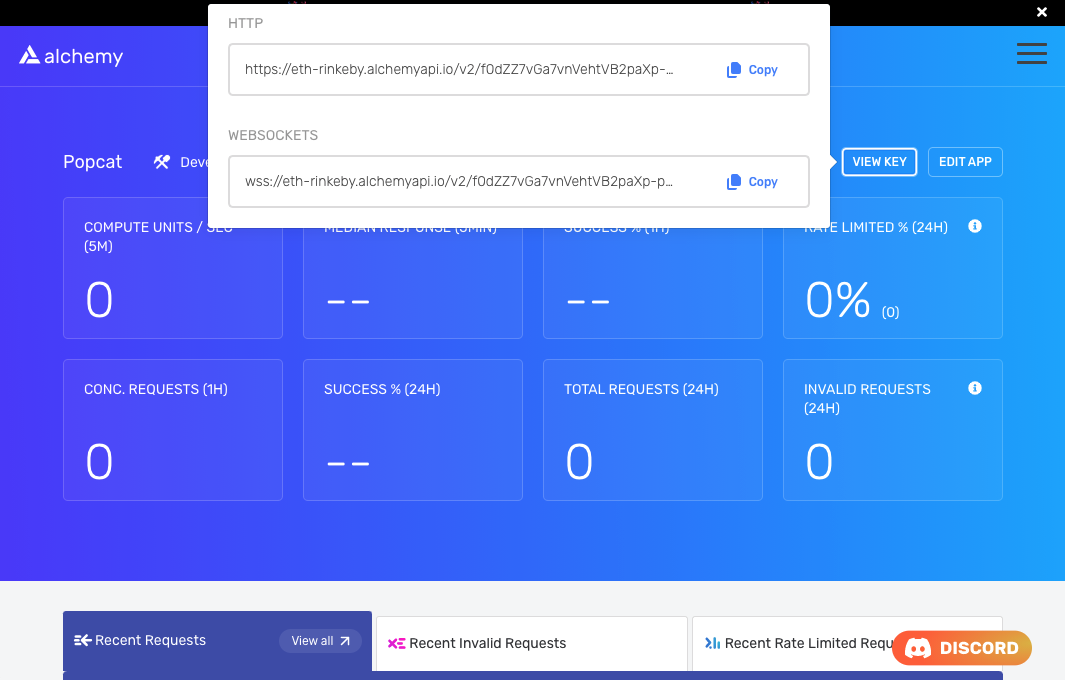 HTTP
https://eth-rinkeby.alchemyapi.io/v2/f0dZZ7vGa7vnVehtVB2paXp-... Copy
WEBSOCKETS
wss://eth-rinkeby.alchemyapi.io/v2/f0dZZ7vGa7vnVehtVB2paXp-p... Copy
alchemy
Popcat Deve VIEW KEY EDIT APP
COMPUTE UNITS / SEC
(5M)
0
MEDIAN RESPONSE (5MIN)
--
SUCCESS % (1H)
--
RATE LIMITED % (24H)
0% (0)
CONC. REQUESTS (1H)
0
SUCCESS % (24H)
--
TOTAL REQUESTS (24H)
0
INVALID REQUESTS
(24H)
0
Recent Requests View all
Recent Invalid Requests
Recent Rate Limited Requ
DISCORD